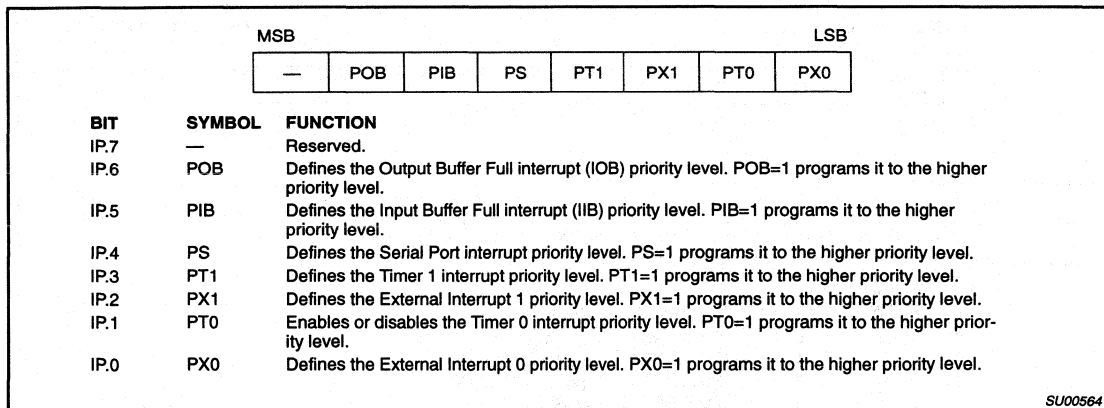 MSB LSB
— POB PIB PS PT1 PX1 PT0 PX0
BIT SYMBOL FUNCTION
IP.7 — Reserved.
IP.6 POB Defines the Output Buffer Full interrupt (IOB) priority level. POB=1 programs it to the higher
priority level.
IP.5 PIB Defines the Input Buffer Full interrupt (IIB) priority level. PIB=1 programs it to the higher
priority level.
IP.4 PS Defines the Serial Port interrupt priority level. PS=1 programs it to the higher priority level.
IP.3 PT1 Defines the Timer 1 interrupt priority level. PT1=1 programs it to the higher priority level.
IP.2 PX1 Defines the External Interrupt 1 priority level. PX1=1 programs it to the higher priority level.
IP.1 PT0 Enables or disables the Timer 0 interrupt priority level. PT0=1 programs it to the higher prior-
ity level.
IP.0 PX0 Defines the External Interrupt 0 priority level. PX0=1 programs it to the higher priority level.
SU00564